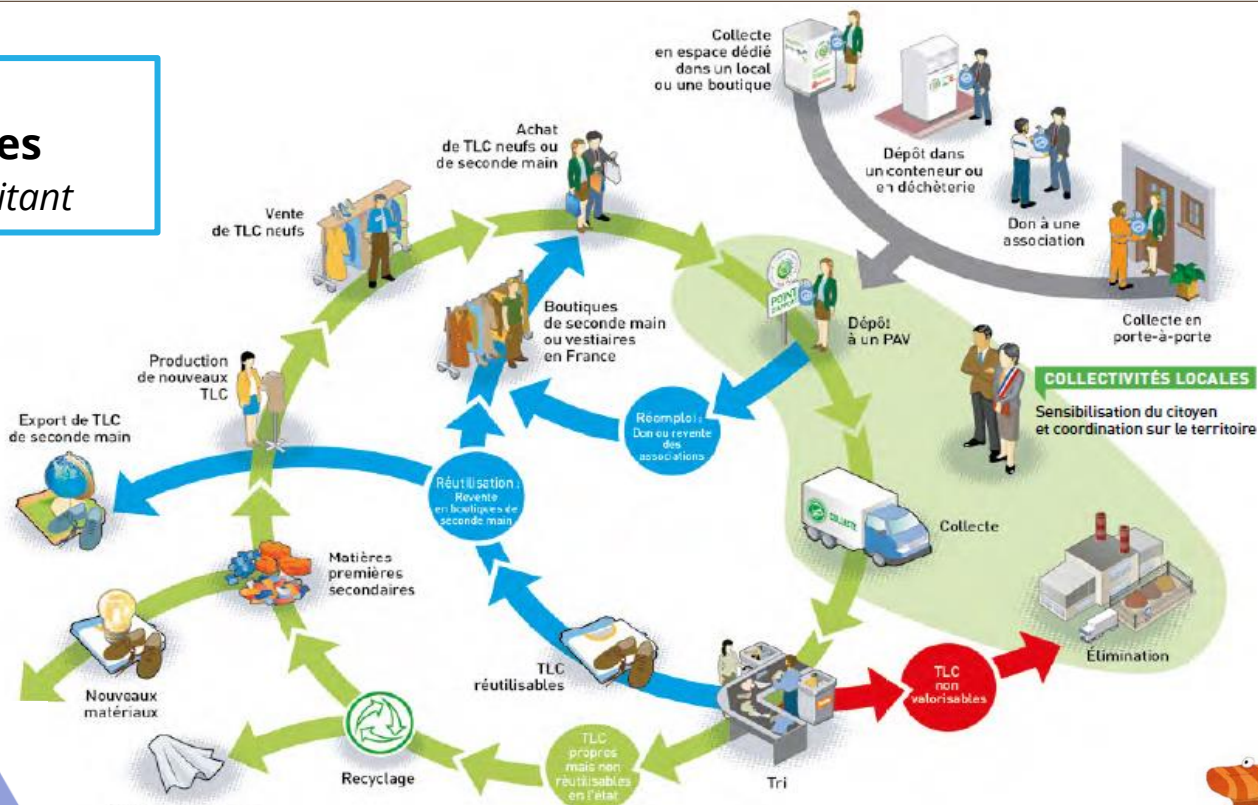 es
itant
Collecte
en espace dédié
dans un local
ou une boutique
Dépôt dans
un conteneur ou
en déchèterie
Don à une
association
Collecte en
porte-à-porte
Achat
de TLC neufs ou
de seconde main
Vente
de TLC neufs
Boutiques
de seconde main
ou vestiaires
en France
POINT
D'APPORT
Dépôt
à un PAV
Production
de nouveaux
TLC
COLLECTIVITÉS LOCALES
Sensibilisation du citoyen
et coordination sur le territoire
Export de TLC
de seconde main
Réemploi :
Don ou revente
des
associations
Réutilisation :
Revente
en boutiques de
seconde main
COLLECTE
Collecte
Matières
premières
secondaires
Élimination
TLC
réutilisables
TLC
non
valorisables
Nouveaux
matériaux
TLC
propres
mais non
réutilisables
en l'état
Recyclage
Tri